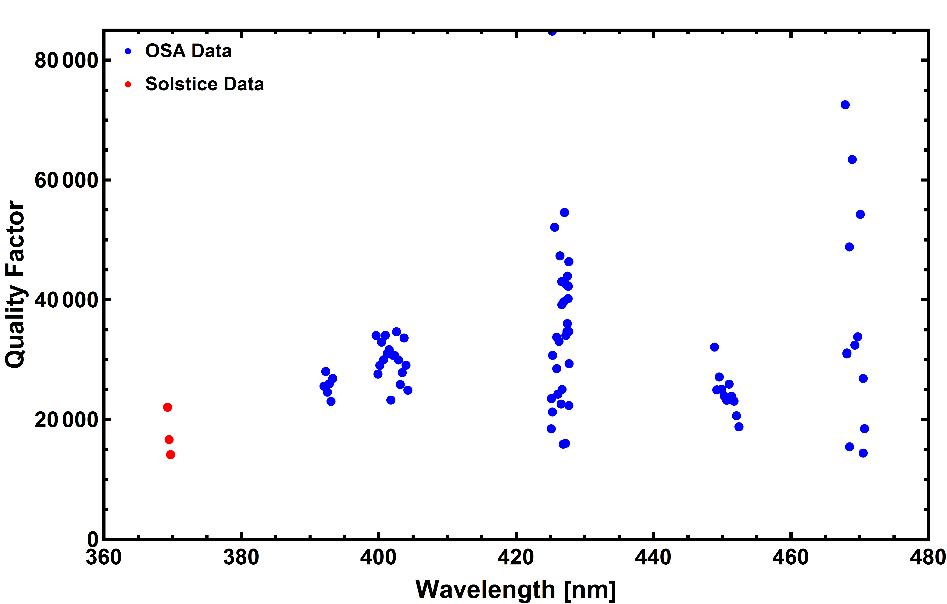 OSA Data
Solstice Data
80 000
60 000
40 000
20 000
0
Quality Factor
360 380 400 420 440 460 480
Wavelength [nm]